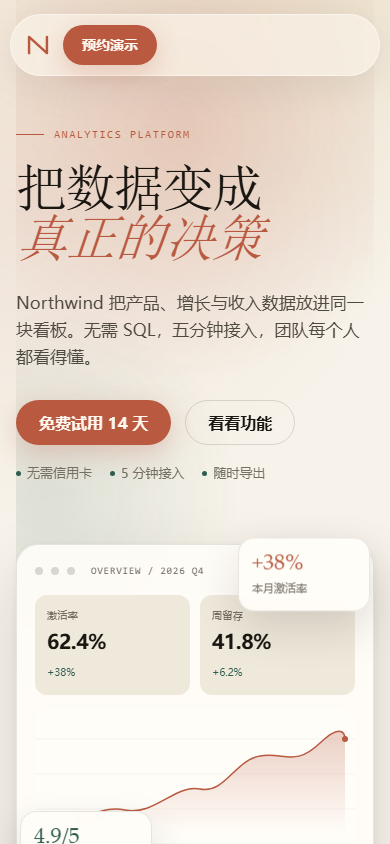 N
预约演示
ANALYTICS PLATFORM
把数据变成
真正的决策
Northwind 把产品、增长与收入数据放进同一
块看板。无需 SQL，五分钟接入，团队每个人
都看得懂。
免费试用 14 天
看看功能
无需信用卡
5 分钟接入
随时导出
OVERVIEW / 2026 Q4
+38%
本月激活率
激活率
62.4%
+38%
周留存
41.8%
+6.2%
4.9/5